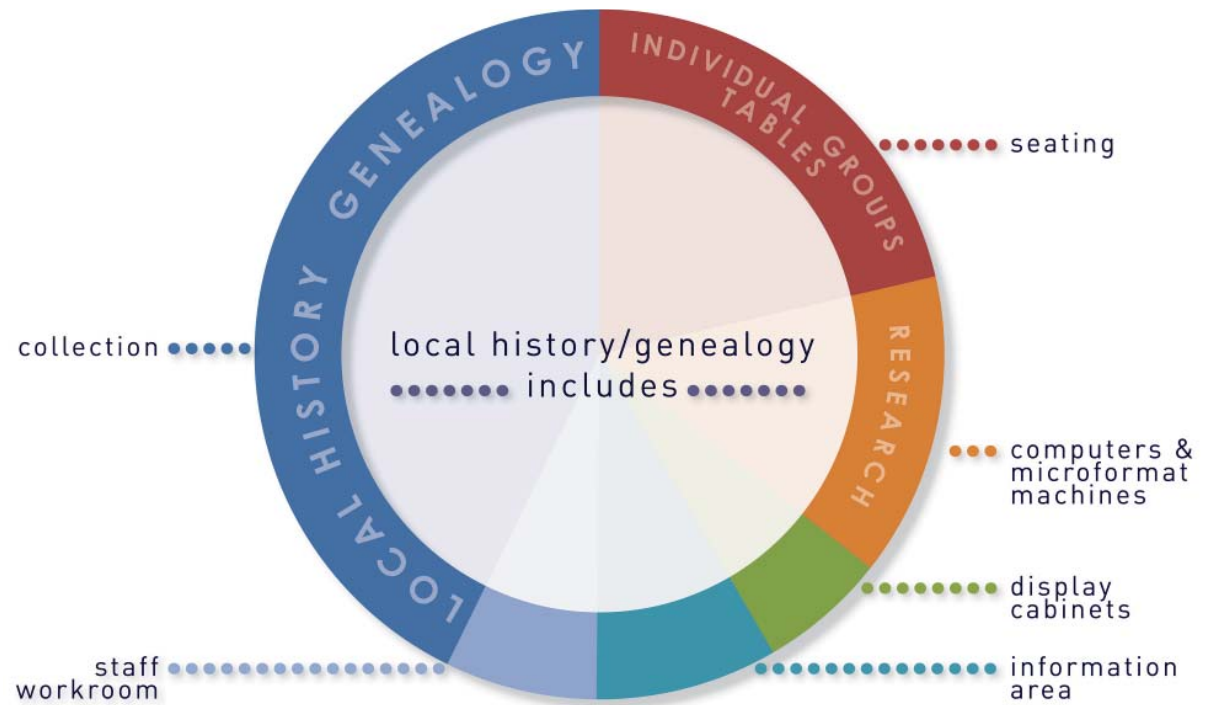 GENEALOGY
LOCAL HISTORY
INDIVIDUAL GROUPS
TABLES
seating
RESEARCH
collection
local history/genealogy
includes
computers &
microformat
machines
display
cabinets
staff
workroom
information
area